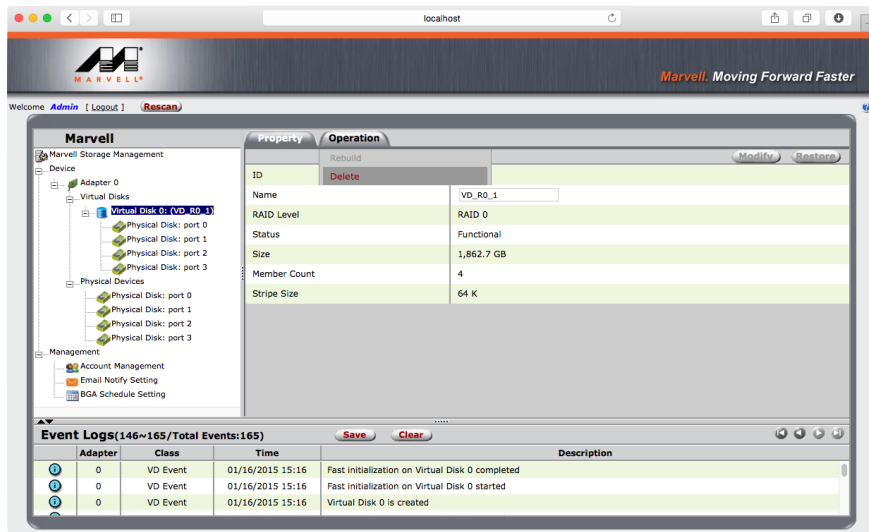 localhost
MARVELL®
Marvell. Moving Forward Faster
Welcome Admin [ Logout ] Rescan
Marvell
Marvell Storage Management
Device
Adapter 0
Virtual Disks
Virtual Disk 0: (VD_R0_1)
Physical Disk: port 0
Physical Disk: port 1
Physical Disk: port 2
Physical Disk: port 3
Physical Devices
Physical Disk: port 0
Physical Disk: port 1
Physical Disk: port 2
Physical Disk: port 3
Management
Account Management
Email Notify Setting
BGA Schedule Setting
Property Operation
Rebuild
Delete
Modify Restore
ID
Name VD_R0_1
RAID Level RAID 0
Status Functional
Size 1,862.7 GB
Member Count 4
Stripe Size 64 K
Event Logs(146~165/Total Events:165) Save Clear
Adapter Class Time Description
0 VD Event 01/16/2015 15:16 Fast initialization on Virtual Disk 0 completed
0 VD Event 01/16/2015 15:16 Fast initialization on Virtual Disk 0 started
0 VD Event 01/16/2015 15:16 Virtual Disk 0 is created